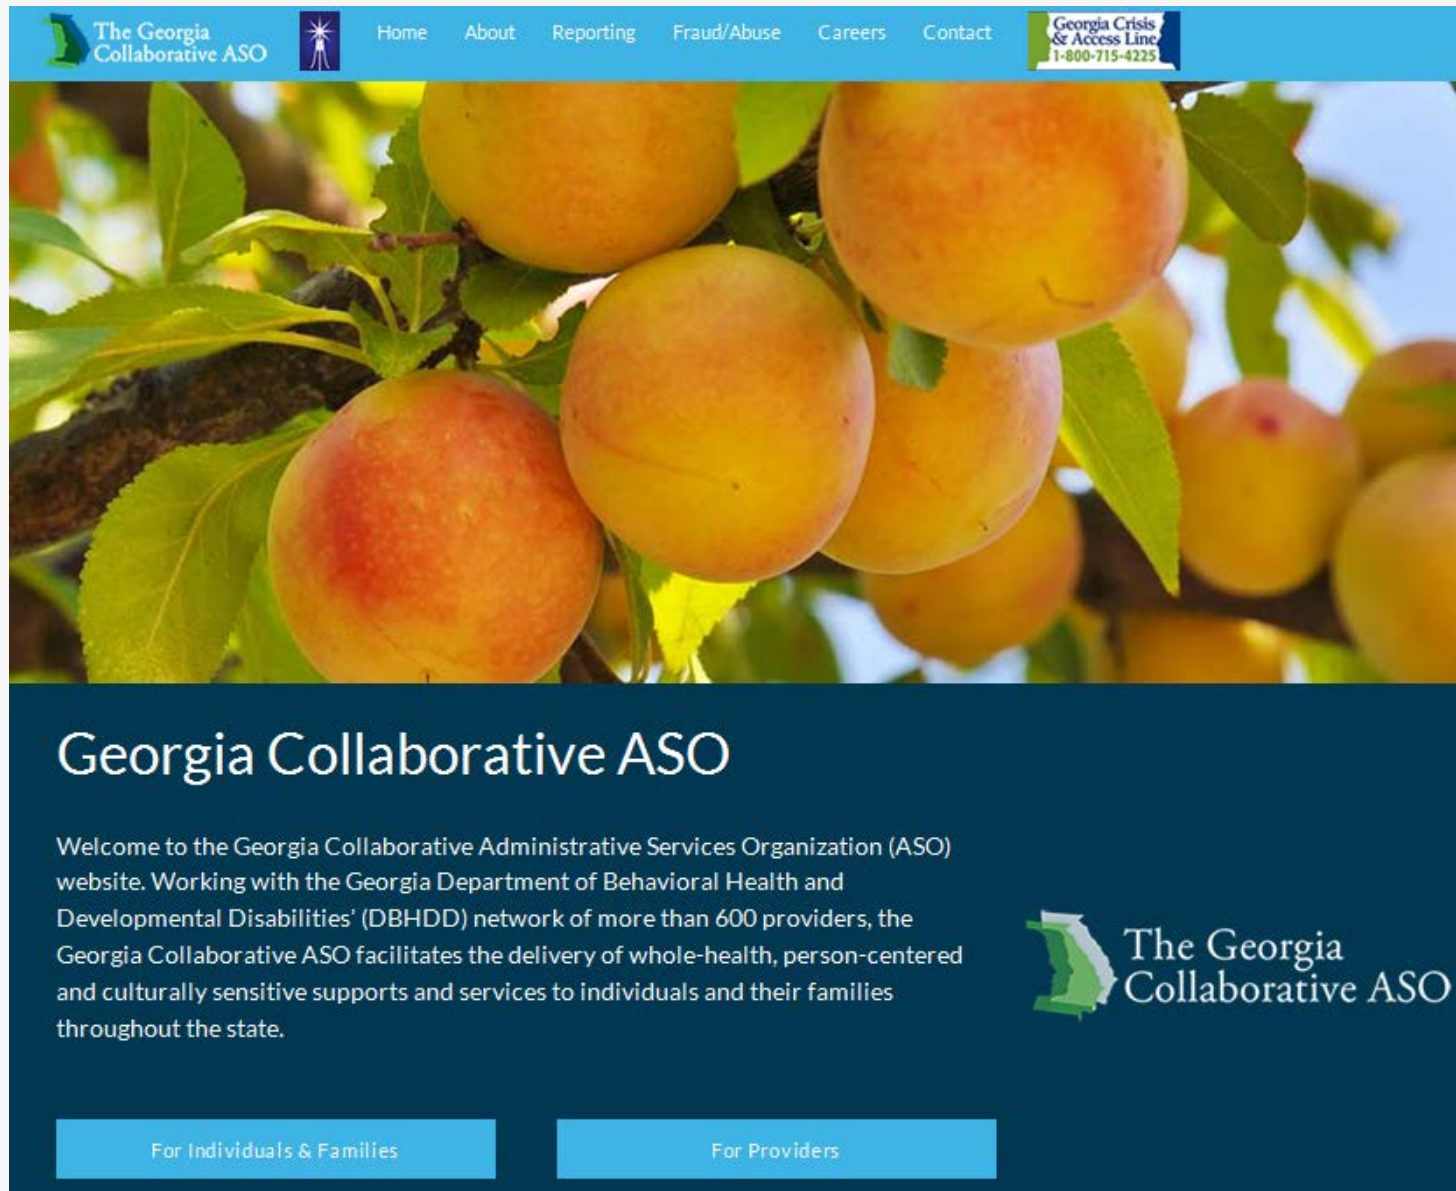 The Georgia
Collaborative ASO
Home
About
Reporting
Fraud/Abuse
Careers
Contact
Georgia Crisis
& Access Line
1-800-715-4225
Georgia Collaborative ASO
Welcome to the Georgia Collaborative Administrative Services Organization (ASO)
website. Working with the Georgia Department of Behavioral Health and
Developmental Disabilities' (DBHDD) network of more than 600 providers, the
Georgia Collaborative ASO facilitates the delivery of whole-health, person-centered
and culturally sensitive supports and services to individuals and their families
throughout the state.
The Georgia
Collaborative ASO
For Individuals & Families
For Providers